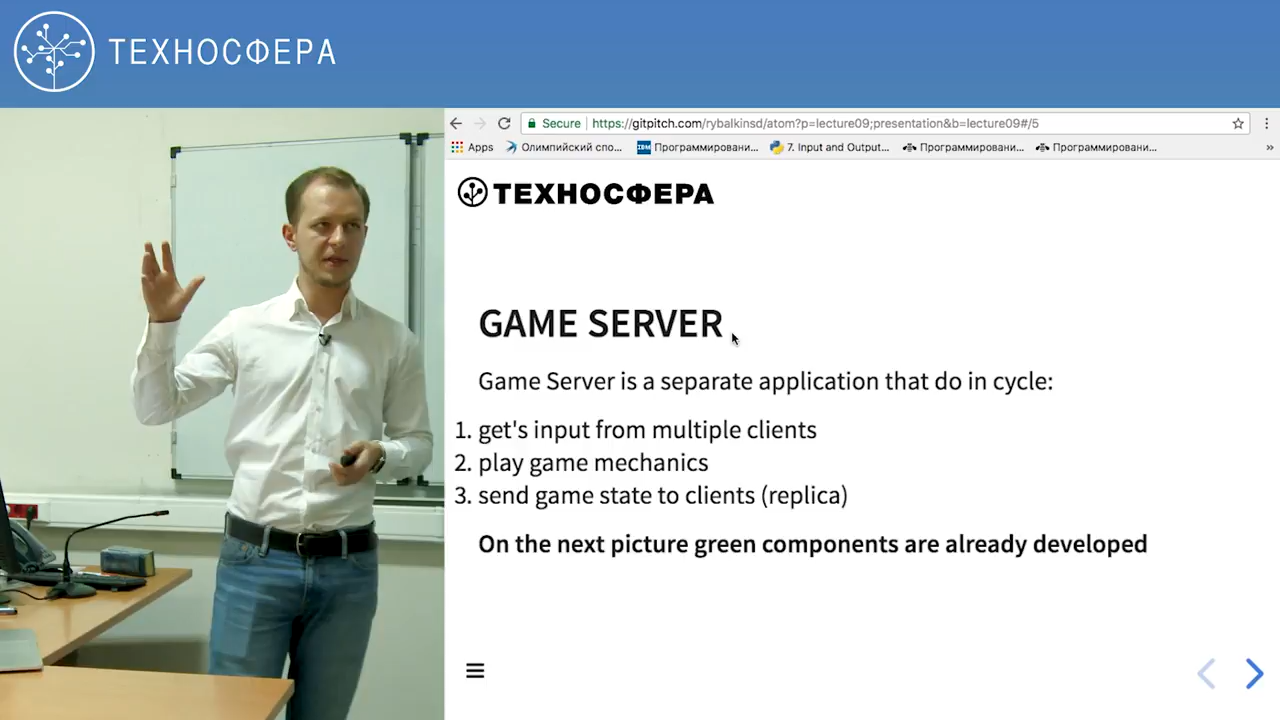 ТЕХНОСФЕРА
Secure
https://gitpitch.com/rybalkinsd/atom?p=lecture09;presentation&b=lecture09#/5
Apps
Олимпийский спо...
IBM
Программировани...
7. Input and Output...
Программировани...
Программировани...
»
ТЕХНОСФЕРА
GAME SERVER
Game Server is a separate application that do in cycle:
1. get's input from multiple clients
2. play game mechanics
3. send game state to clients (replica)
On the next picture green components are already developed